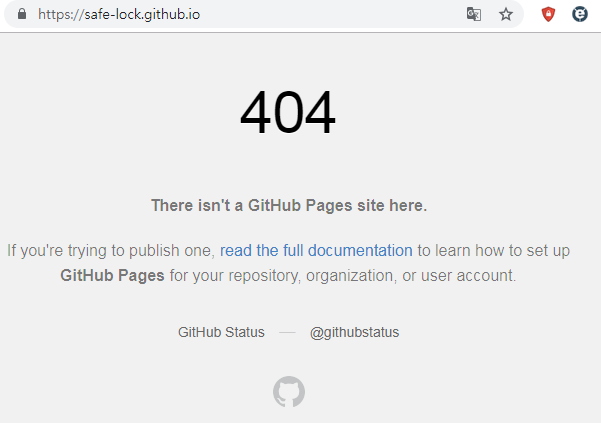 https://safe-lock.github.io
404
There isn't a GitHub Pages site here.
If you're trying to publish one, read the full documentation to learn how to set up
GitHub Pages for your repository, organization, or user account.
GitHub Status — @githubstatus